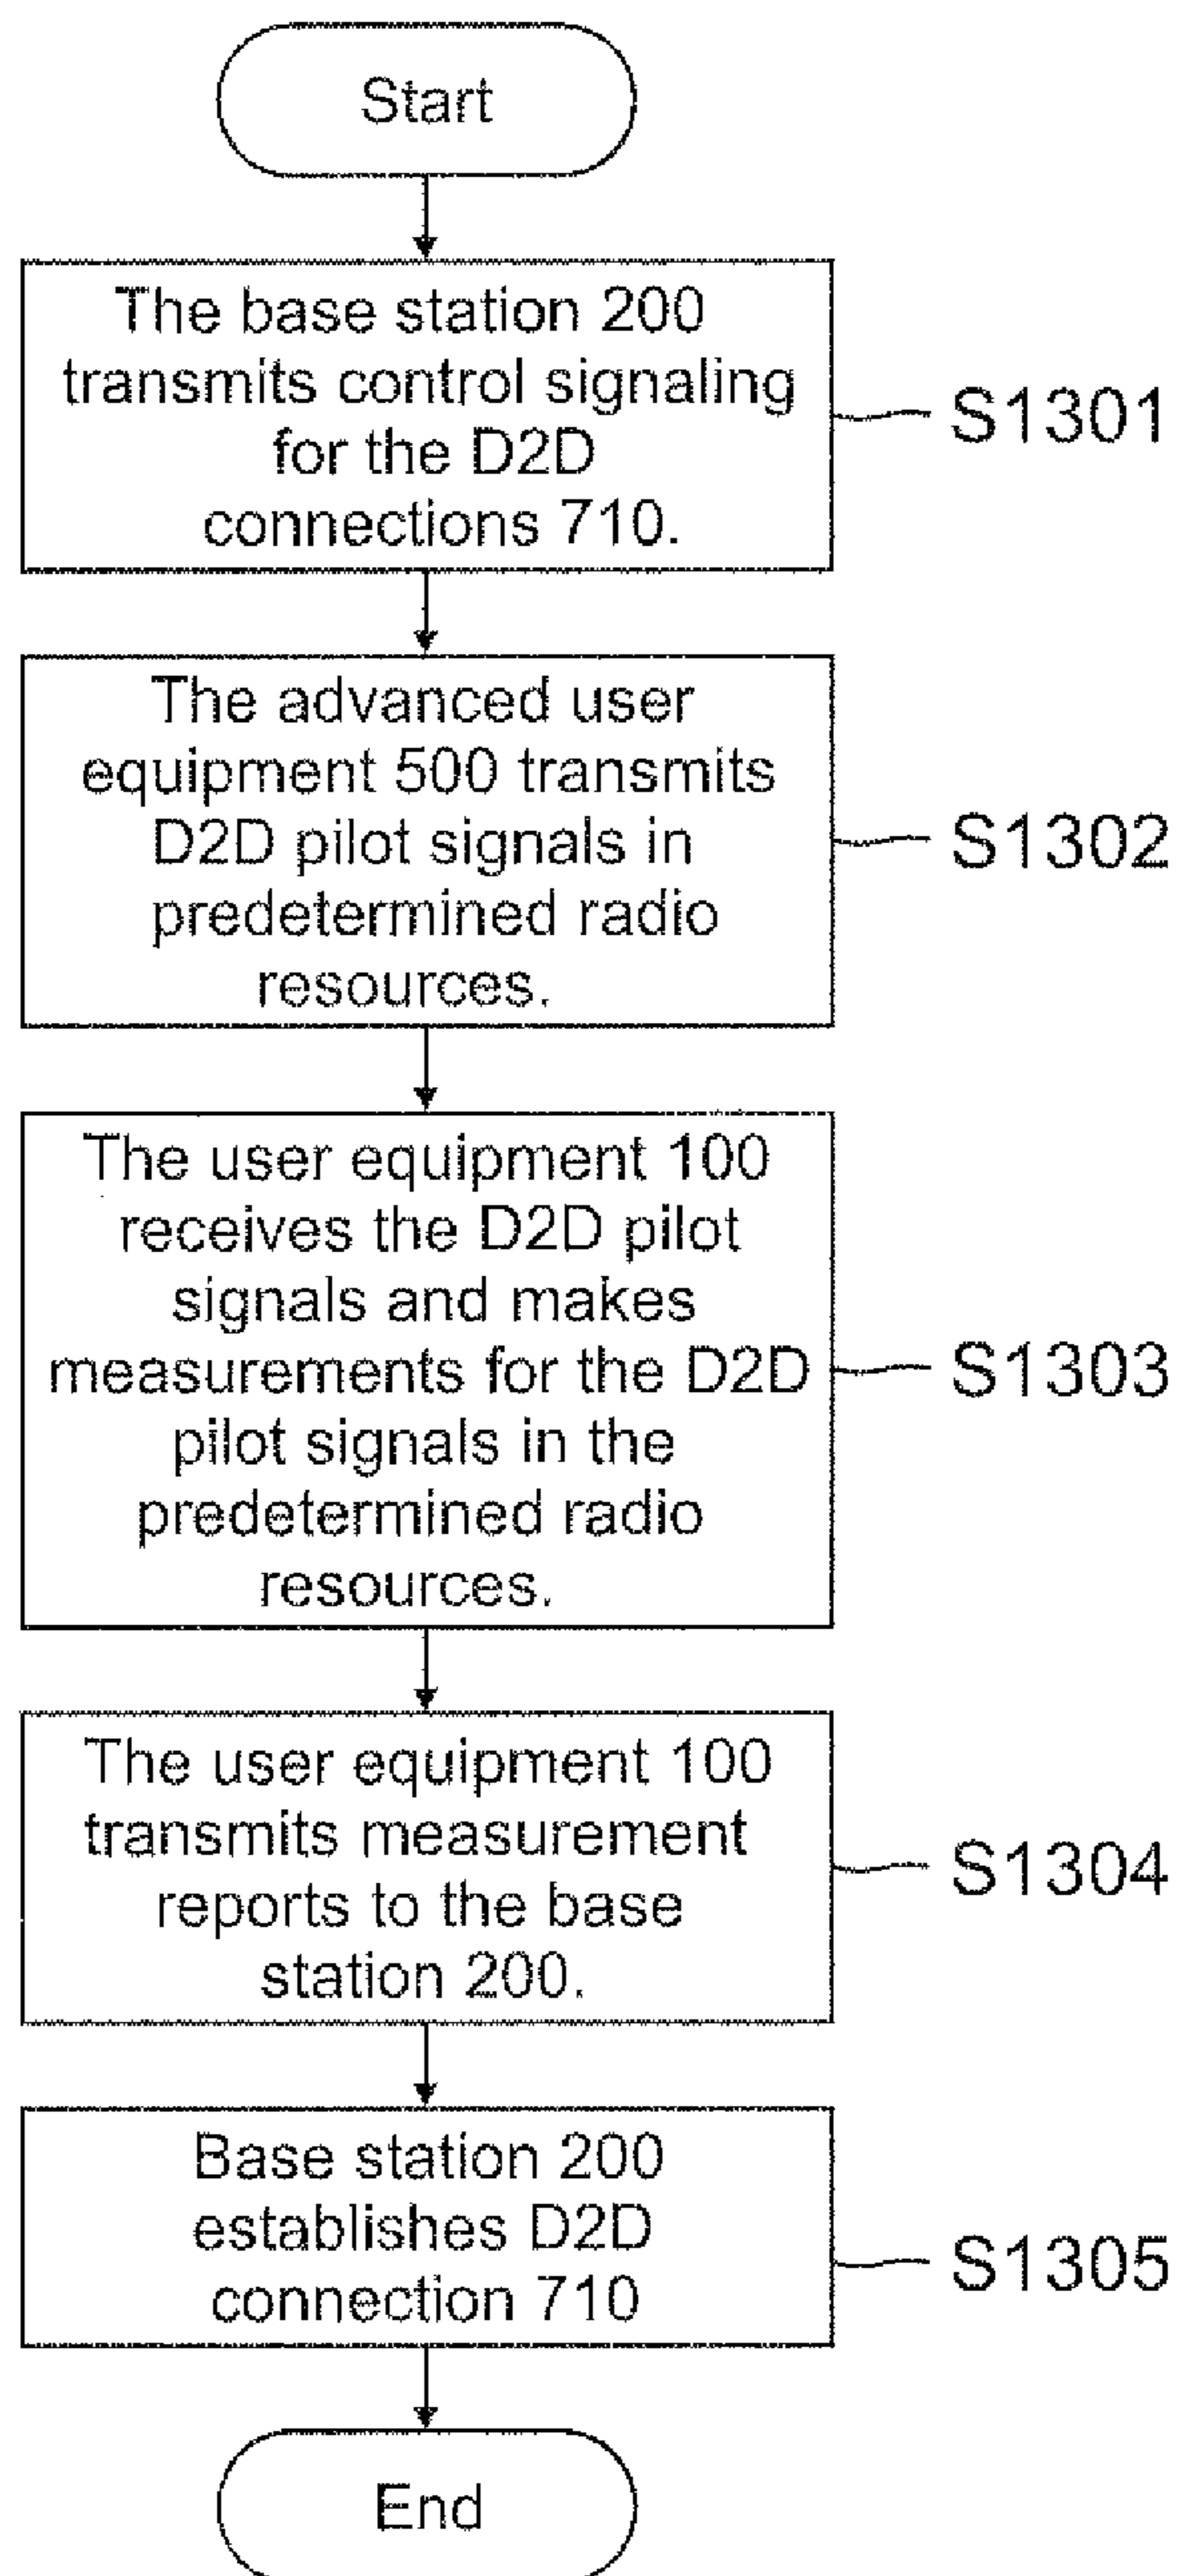 Start
The base station 200
transmits control signaling
for the D2D
connections 710.
S1301
The advanced user
equipment 500 transmits
D2D pilot signals in
predetermined radio
resources.
S1302
The user equipment 100
receives the D2D pilot
signals and makes
measurements for the D2D
pilot signals in the
predetermined radio
resources.
S1303
The user equipment 100
transmits measurement
reports to the base
station 200.
S1304
Base station 200
establishes D2D
connection 710
S1305
End